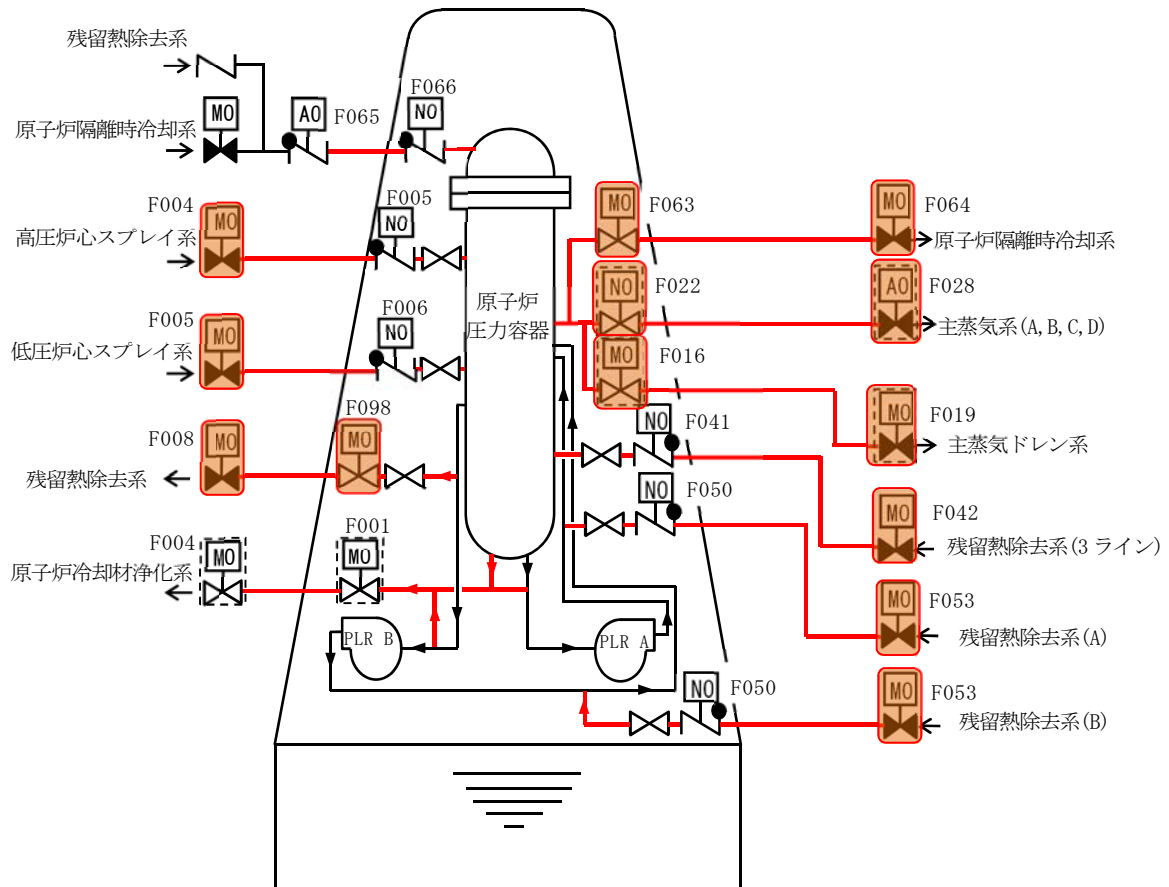 残留熱除去系
F066
NO
MO
AO
F065
原子炉隔離時冷却系
F004
MO
高圧炉心スプレイ系
F005
NO
F005
MO
低圧炉心スプレイ系
F006
NO
F008
MO
残留熱除去系
F098
MO
F004
MO
原子炉冷却材浄化系
F001
MO
原子炉
圧力容器
PLR B
PLR A
MO
F063
MO
F064
原子炉隔離時冷却系
NO
F022
AO
F028
主蒸気系(A,B,C,D)
MO
F016
MO
F019
主蒸気ドレン系
NO
F041
NO
F050
MO
F042
残留熱除去系(3ライン)
MO
F053
残留熱除去系(A)
NO
F050
MO
F053
残留熱除去系(B)